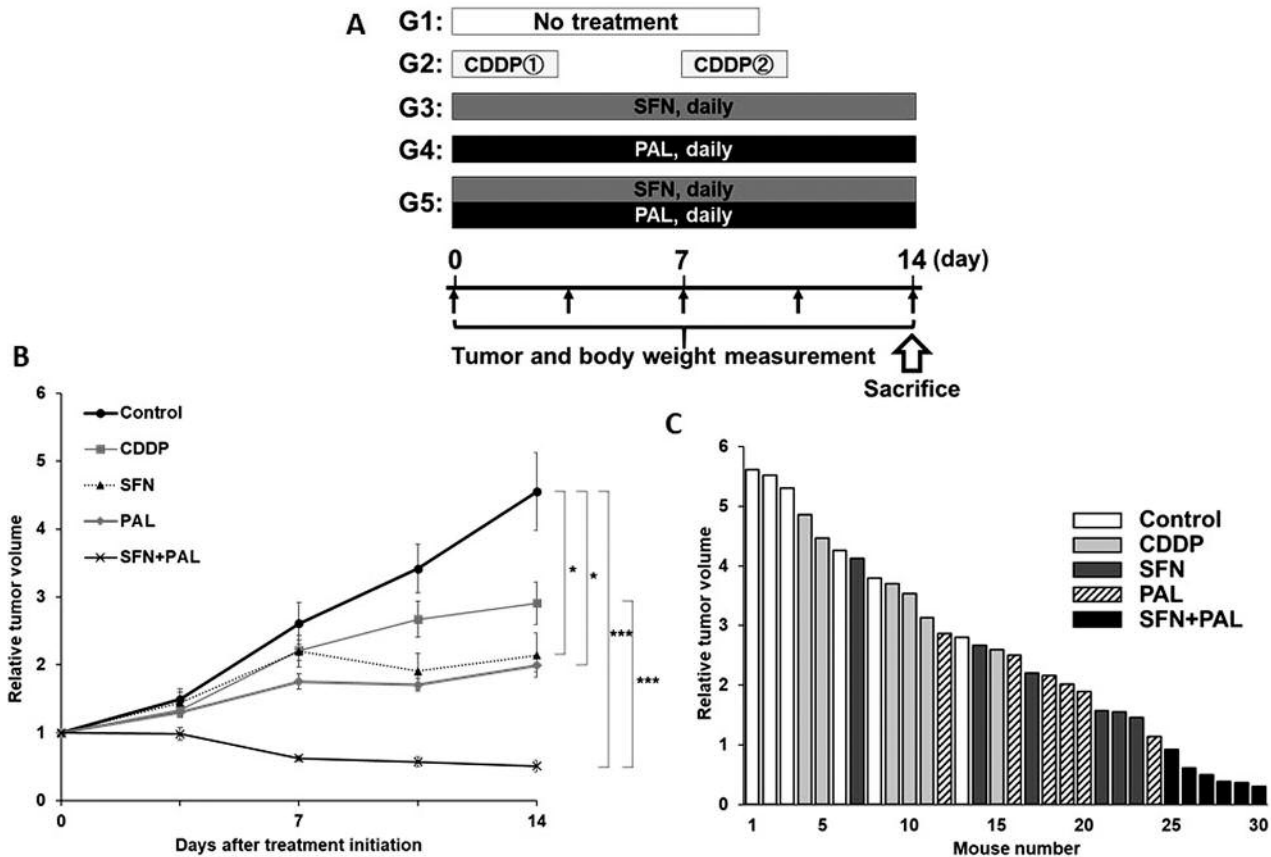 A
G1: No treatment
G2: CDDP① CDDP②
G3: SFN, daily
G4: PAL, daily
G5: SFN, daily
PAL, daily
0 7 14 (day)
Tumor and body weight measurement
Sacrifice
B
6
5
4
3
2
1
0
Relative tumor volume
Control
CDDP
SFN
PAL
SFN+PAL
* * *** ***
0 7 14
Days after treatment initiation
C
6
5
4
3
2
1
0
Relative tumor volume
Control
CDDP
SFN
PAL
SFN+PAL
1 5 10 15 20 25 30
Mouse number